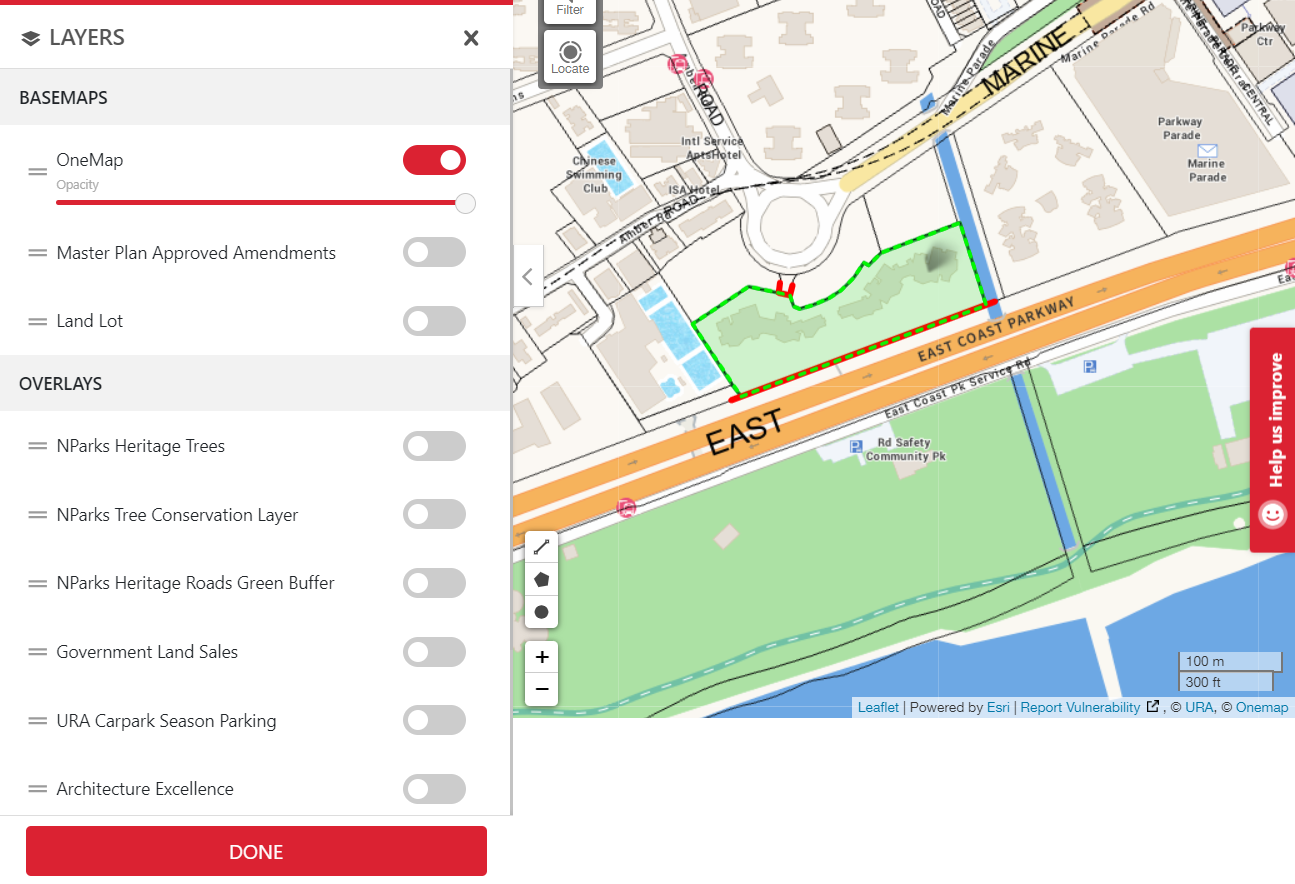 LAYERS
BASEMAPS
OneMap
Opacity
Master Plan Approved Amendments
Land Lot
OVERLAYS
NParks Heritage Trees
NParks Tree Conservation Layer
NParks Heritage Roads Green Buffer
Government Land Sales
URA Carpark Season Parking
Architecture Excellence
DONE
Filter
Locate
ROAD
ROAD
MARINE
Marine Parade Rd
Marine Parade
Parkway
Ctr
PARADE
CENTRAL
Parkway
Parade
Marine
Parade
Intl Service
AptsHotel
Chinese
Swimming
Club
ISA Hotel
ROAD
Amber Rd
EAST COAST PARKWAY
East Coast Pk Service Rd
EAST
P
P
Rd Safety
Community Pk
Help us improve
+
−
100 m
300 ft
Leaflet | Powered by Esri | Report Vulnerability , © URA, © Onemap